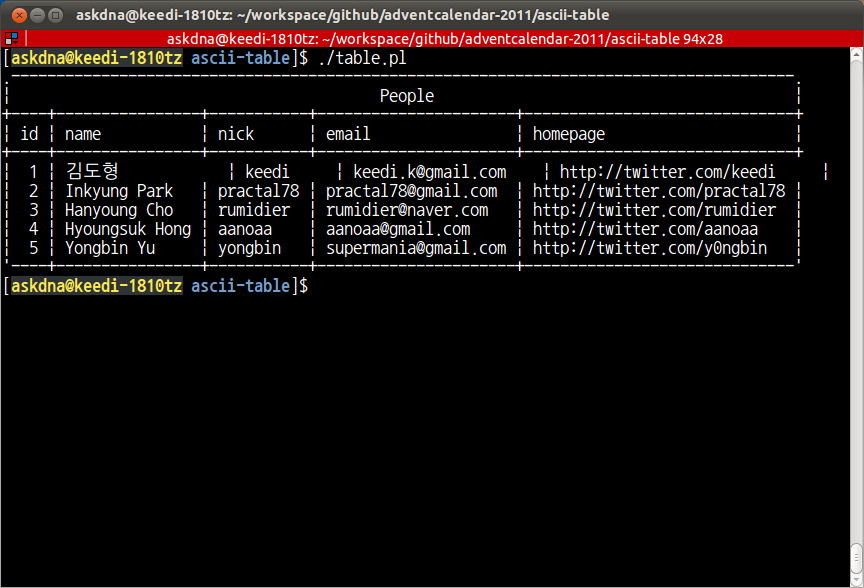 askdna@keedi-1810tz: ~/workspace/github/adventcalendar-2011/ascii-table
askdna@keedi-1810tz: ~/workspace/github/adventcalendar-2011/ascii-table 94x28
[askdna@keedi-1810tz ascii-table]$ ./table.pl
.---------------------------------------------------------------------------------------.
|                                         People                                        |
+----+----------------+-----------+----------------------+------------------------------+
| id | name           | nick      | email                | homepage                     |
+----+----------------+-----------+----------------------+------------------------------+
|  1 | 김도형            | keedi     | keedi.k@gmail.com    | http://twitter.com/keedi     |
|  2 | Inkyung Park   | practal78 | practal78@gmail.com  | http://twitter.com/practal78 |
|  3 | Hanyoung Cho   | rumidier  | rumidier@naver.com   | http://twitter.com/rumidier  |
|  4 | Hyoungsuk Hong | aanoaa    | aanoaa@gmail.com     | http://twitter.com/aanoaa    |
|  5 | Yongbin Yu     | yongbin   | supermania@gmail.com | http://twitter.com/y0ngbin   |
'----+----------------+-----------+----------------------+------------------------------'
[askdna@keedi-1810tz ascii-table]$